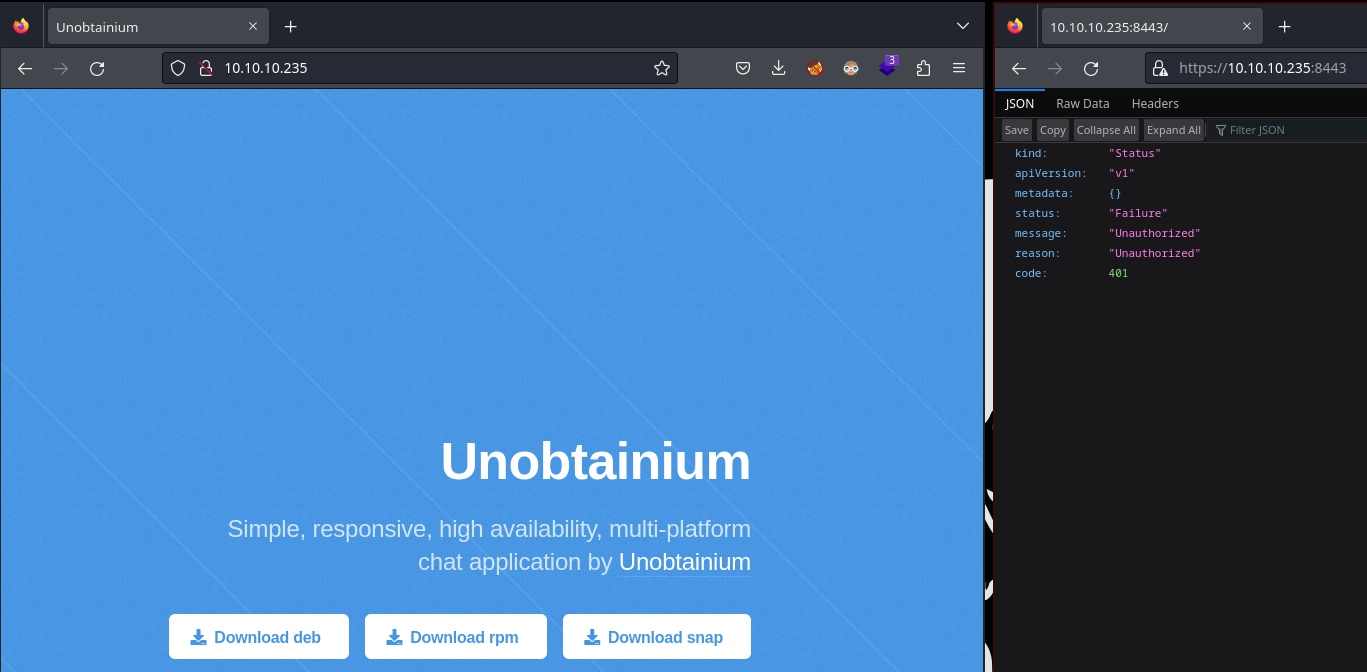 Unobtainium
10.10.10.235
3
Unobtainium
Simple, responsive, high availability, multi-platform
chat application by Unobtainium
Download deb
Download rpm
Download snap
10.10.10.235:8443/
https://10.10.10.235:8443
JSON
Raw Data
Headers
Save
Copy
Collapse All
Expand All
Filter JSON
kind: "Status"
apiVersion: "v1"
metadata: {}
status: "Failure"
message: "Unauthorized"
reason: "Unauthorized"
code: 401